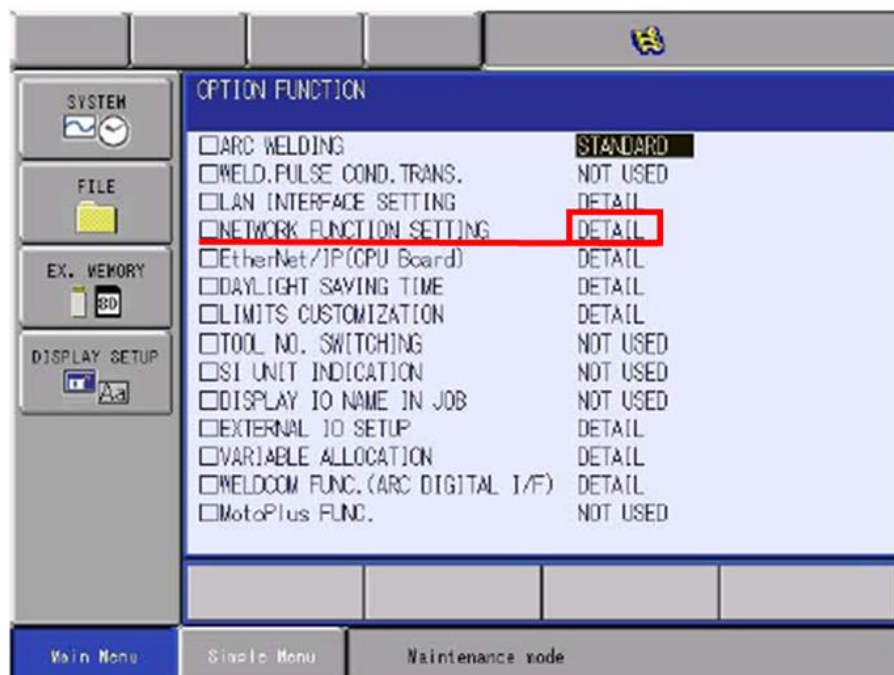 OPTION FUNCTION
SYSTEM
FILE
EX. MEMORY
SD
DISPLAY SETUP
Aa
□ARC WELDING STANDARD
□WELD.PULSE COND.TRANS. NOT USED
□LAN INTERFACE SETTING DETAIL
□NETWORK FUNCTION SETTING DETAIL
□EtherNet/IP(CPU Board) DETAIL
□DAYLIGHT SAVING TIME DETAIL
□LIMITS CUSTOMIZATION DETAIL
□TOOL NO. SWITCHING NOT USED
□SI UNIT INDICATION NOT USED
□DISPLAY IO NAME IN JOB NOT USED
□EXTERNAL IO SETUP DETAIL
□VARIABLE ALLOCATION DETAIL
□WELDCOM FUNC.(ARC DIGITAL I/F) DETAIL
□MotoPlus FUNC. NOT USED
Main Menu
Simple Menu
Maintenance mode